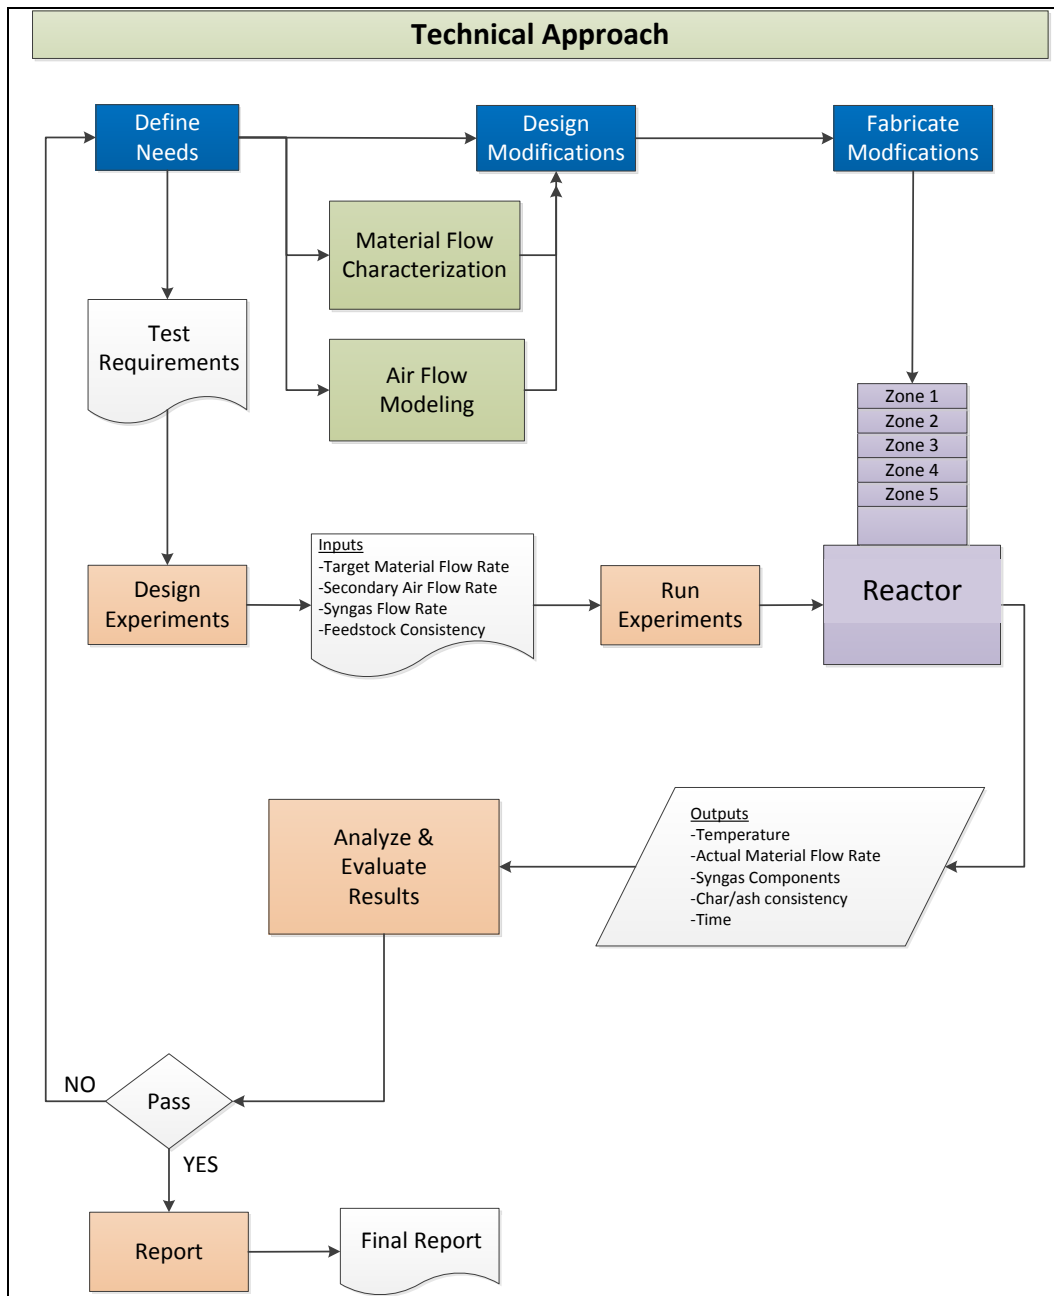 Technical Approach
Define
Needs
Design
Modifications
Fabricate
Modfications
Material Flow
Characterization
Test
Requirements
Air Flow
Modeling
Zone 1
Zone 2
Zone 3
Zone 4
Zone 5
Design
Experiments
Inputs
-Target Material Flow Rate
-Secondary Air Flow Rate
-Syngas Flow Rate
-Feedstock Consistency
Run
Experiments
Reactor
Analyze &
Evaluate
Results
Outputs
-Temperature
-Actual Material Flow Rate
-Syngas Components
-Char/ash consistency
-Time
NO
Pass
YES
Report
Final Report